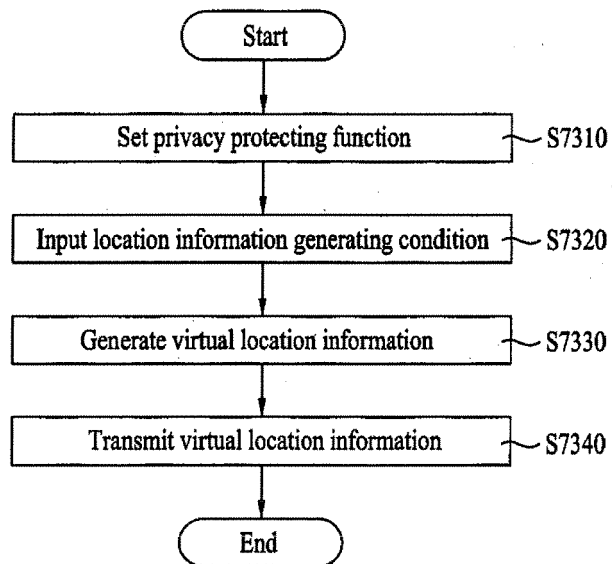 Start
Set privacy protecting function S7310
Input location information generating condition S7320
Generate virtual location information S7330
Transmit virtual location information S7340
End